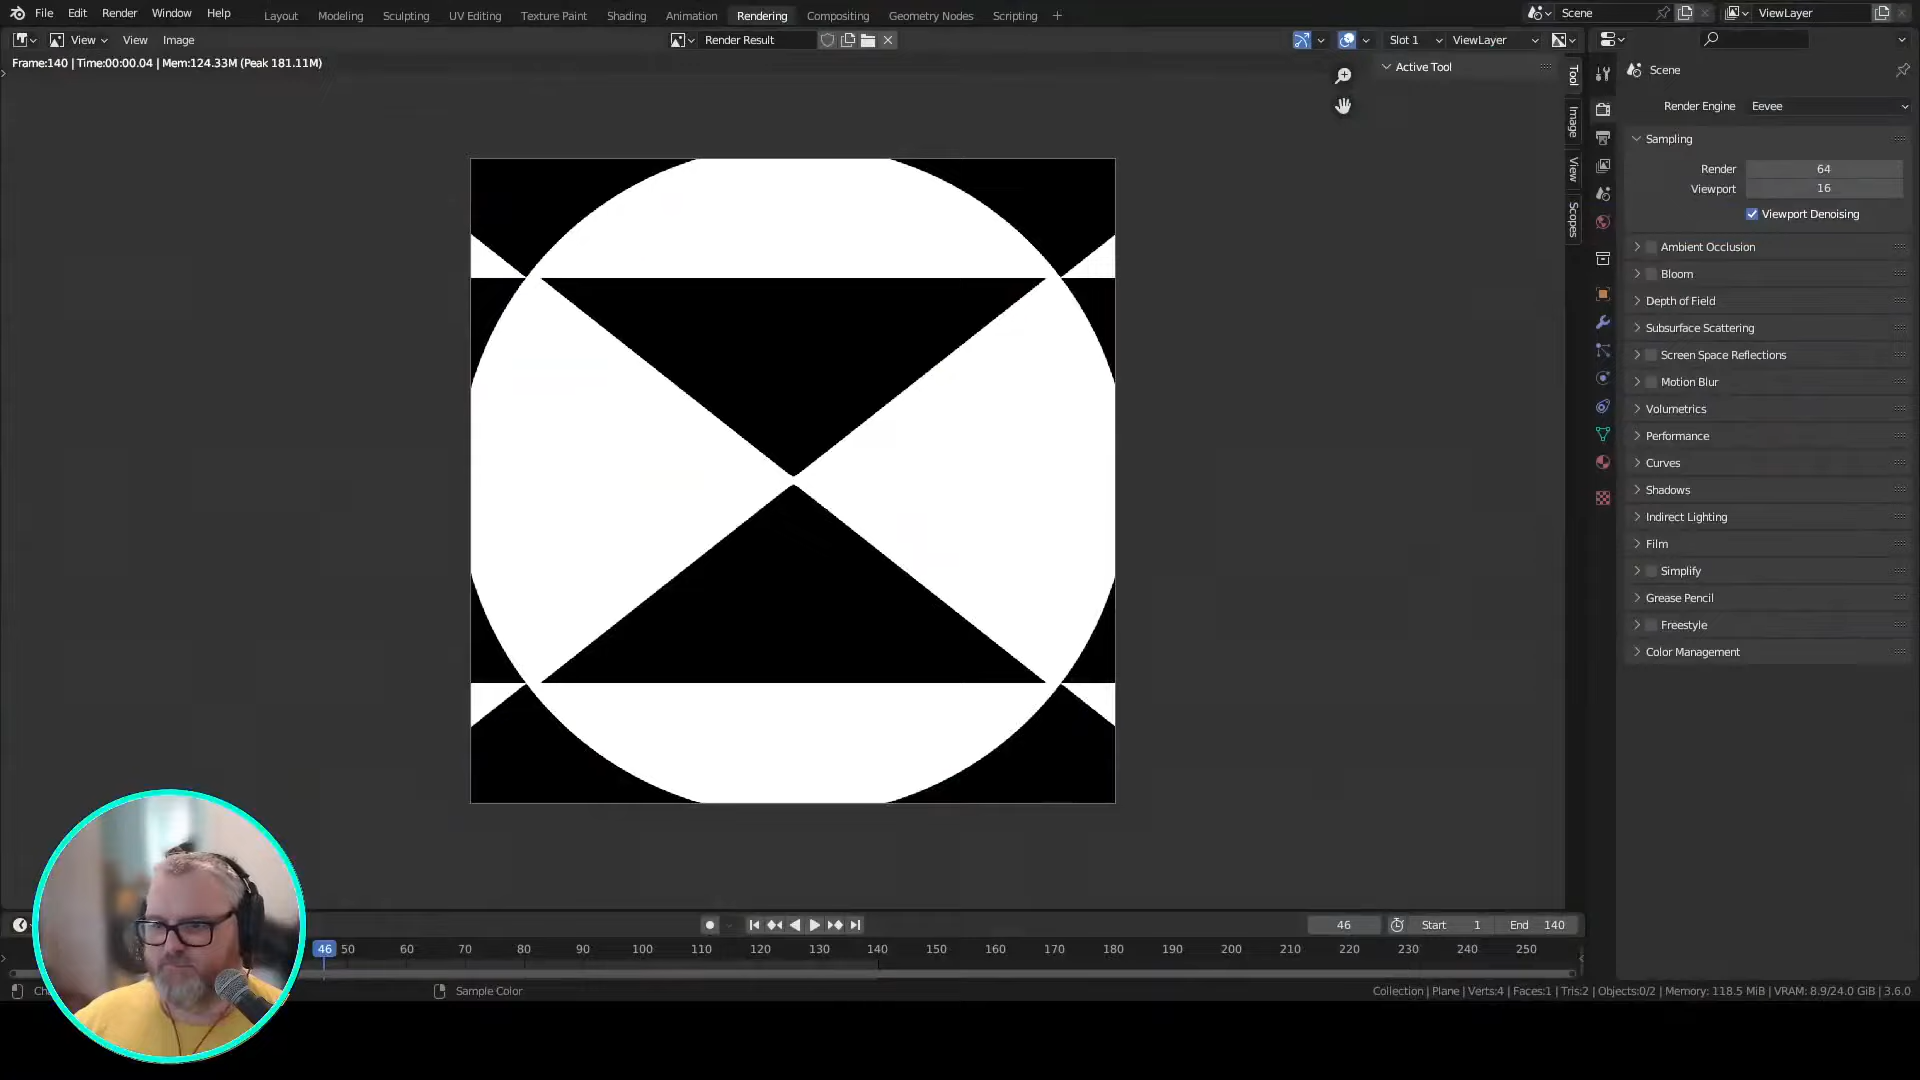 File Edit Render Window Help Layout Modeling Sculpting UV Editing Texture Paint Shading Animation Rendering Compositing Geometry Nodes Scripting + Scene ViewLayer
View View Image Render Result Slot 1 ViewLayer
Frame:140 | Time:00:00.04 | Mem:124.33M (Peak 181.11M)
Active Tool
Tool
Image
View
Scopes
Scene
Render Engine Eevee
Sampling
Render 64
Viewport 16
Viewport Denoising
Ambient Occlusion
Bloom
Depth of Field
Subsurface Scattering
Screen Space Reflections
Motion Blur
Volumetrics
Performance
Curves
Shadows
Indirect Lighting
Film
Simplify
Grease Pencil
Freestyle
Color Management
46 Start 1 End 140
46 50 60 70 80 90 100 110 120 130 140 150 160 170 180 190 200 210 220 230 240 250
Sample Color Collection | Plane | Verts:4 | Faces:1 | Tris:2 | Objects:0/2 | Memory: 118.5 MiB | VRAM: 8.9/24.0 GiB | 3.6.0